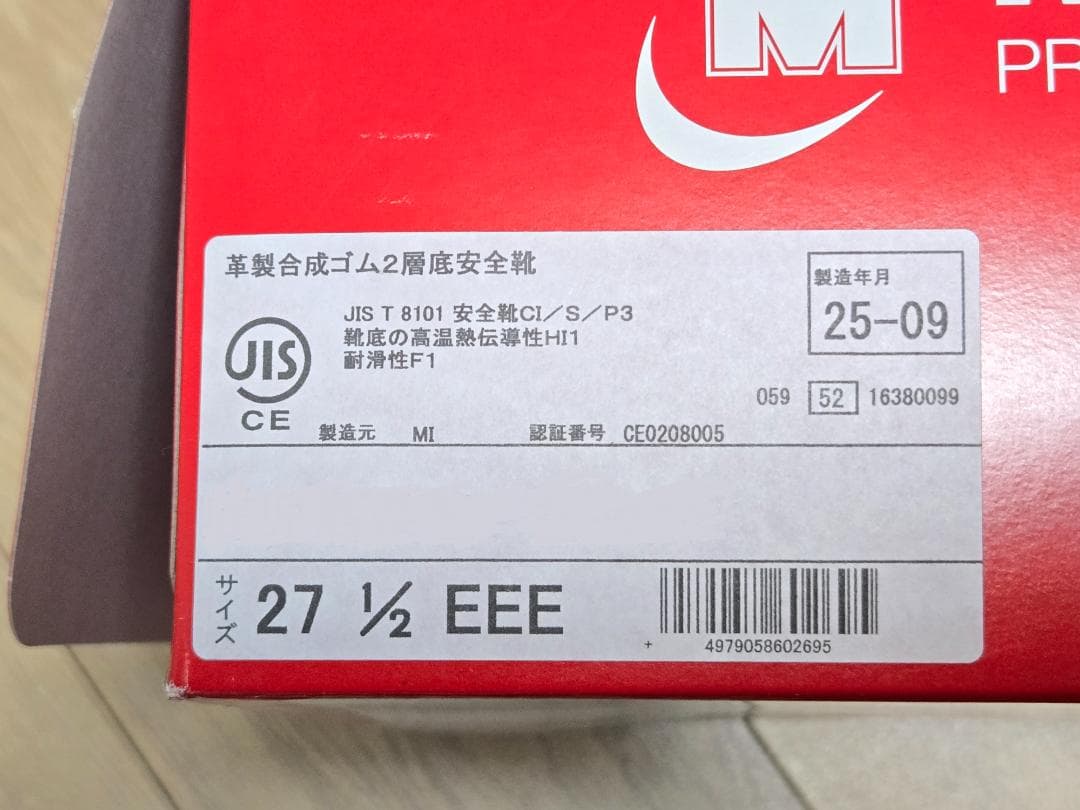 M
PR
革製合成ゴム2層底安全靴
製造年月
25-09
JIS T 8101 安全靴CI/S/P3
靴底の高温熱伝導性HI1
耐滑性F1
JIS
CE
059 52 16380099
製造元 MI 認証番号 CE0208005
サイズ 27 ½ EEE
+ 4979058602695